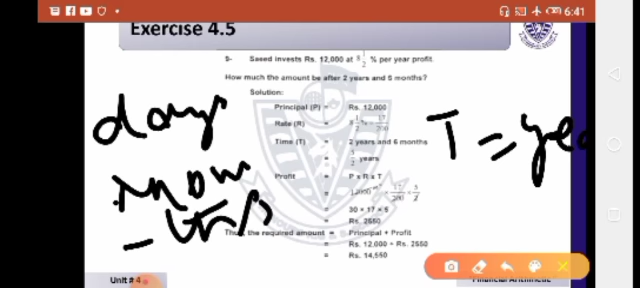 6:41
Exercise 4.5
5- Saeed invests Rs. 12,000 at 8 1/2 % per year profit
How much the amount be after 2 years and 6 months?
Solution:
Principal (P) = Rs. 12,000
Rate (R) = 8 1/2 % = 17/200
Time (T) = 2 years and 6 months
= 5/2 years
Profit = P x R x T
= 12000 x 17/200 x 5/2
= 30 × 17 × 5
= Rs. 2550
Thus, the required amount = Principal + Profit
= Rs. 12,000 + Rs. 2550
= Rs. 14,550
days
months
T = yea
Unit # 4
Financial Arithmetic